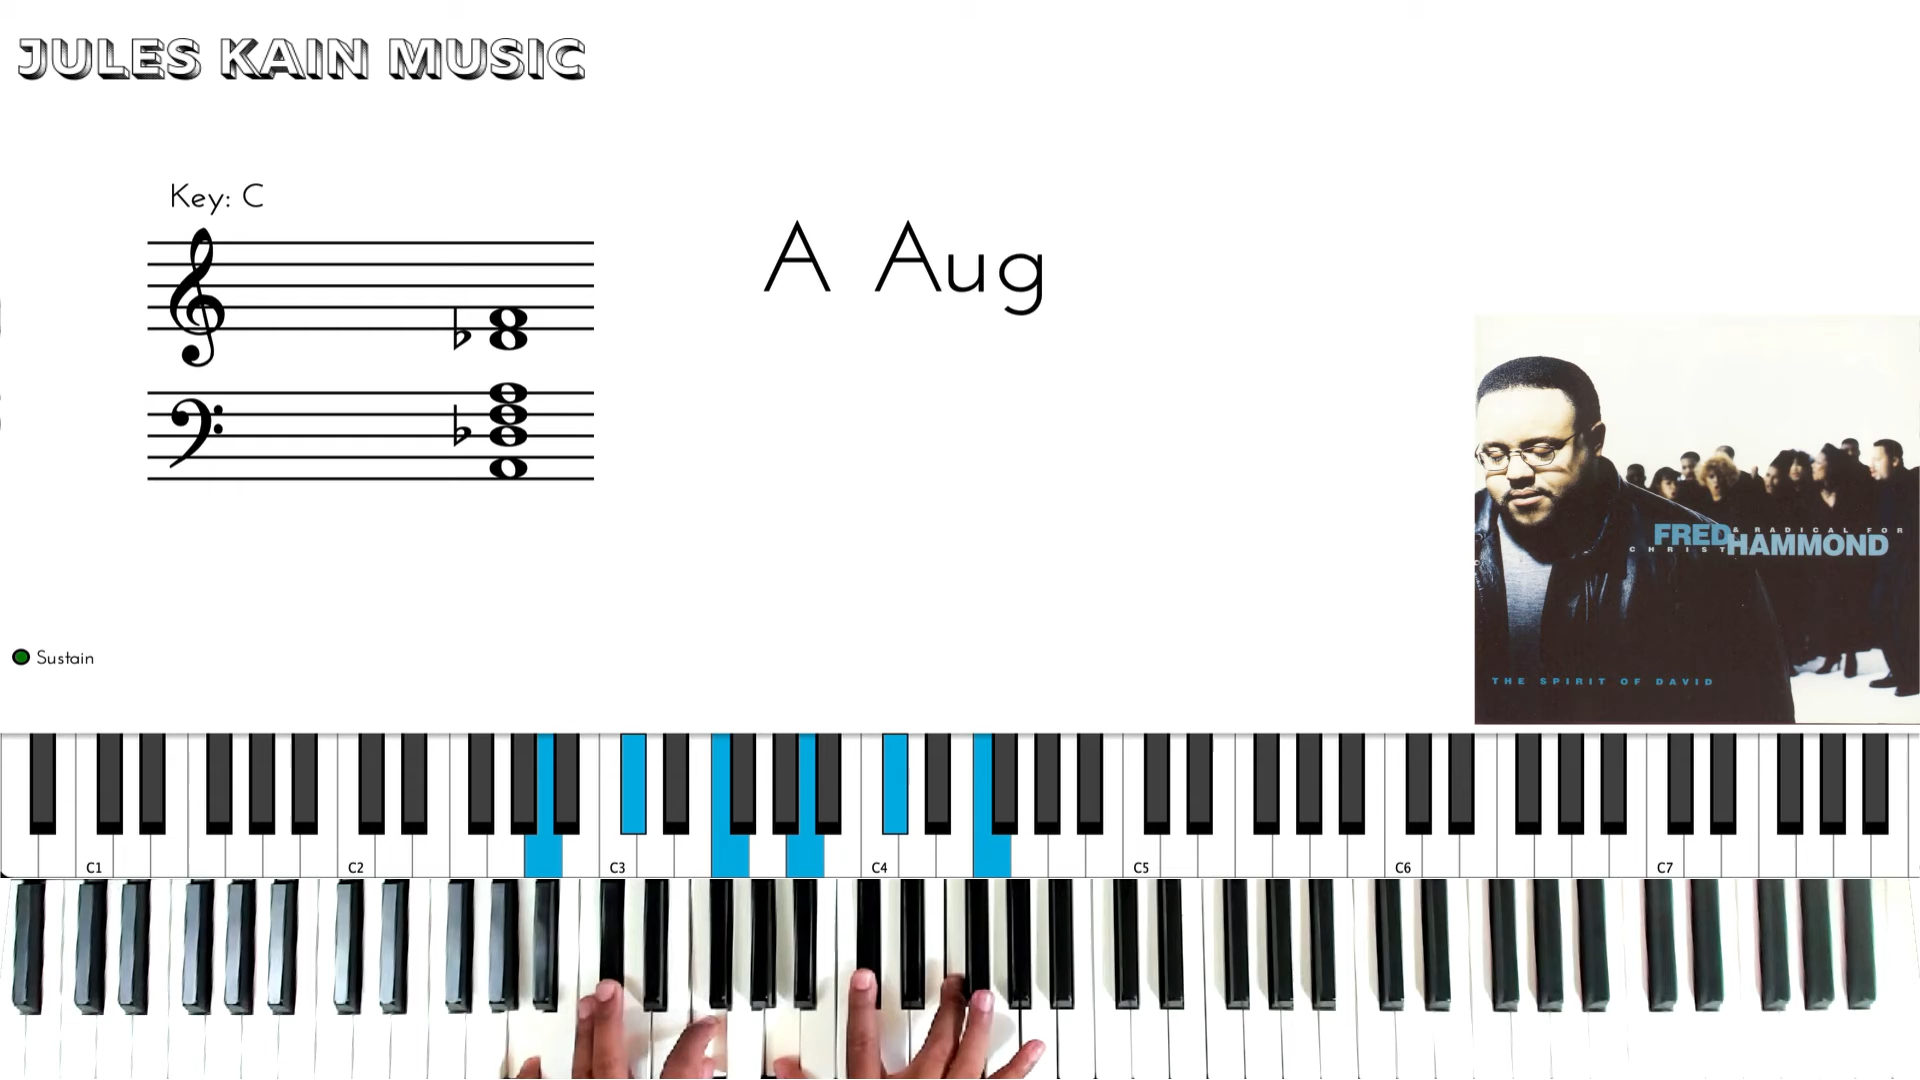 JULES KAIN MUSIC
Key: C
A Aug
FRED & RADICAL FOR
CHRIST HAMMOND
THE SPIRIT OF DAVID
Sustain
C1 C2 C3 C4 C5 C6 C7